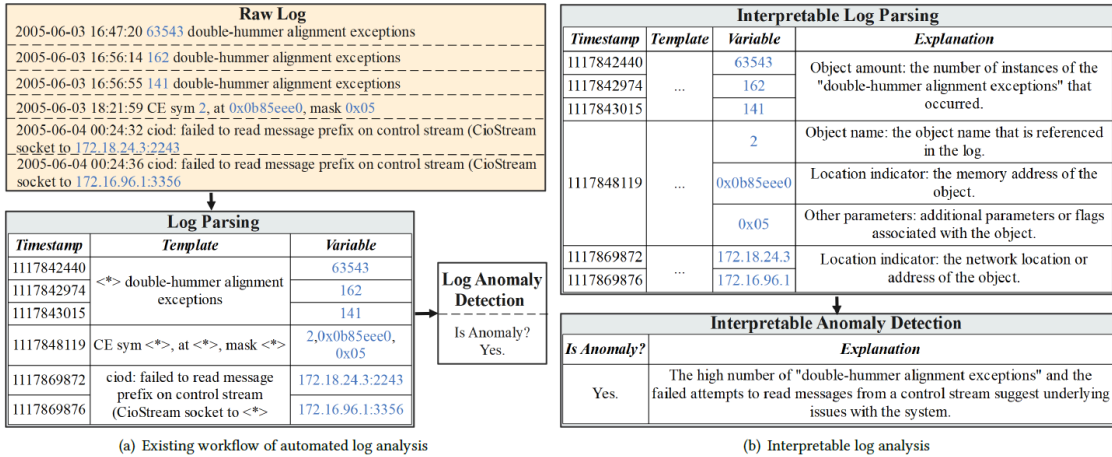 Raw Log
2005-06-03 16:47:20 63543 double-hummer alignment exceptions
2005-06-03 16:56:14 162 double-hummer alignment exceptions
2005-06-03 16:56:55 141 double-hummer alignment exceptions
2005-06-03 18:21:59 CE sym 2, at 0x0b85eee0, mask 0x05
2005-06-04 00:24:32 ciod: failed to read message prefix on control stream (CioStream
socket to 172.18.24.3:2243
2005-06-04 00:24:36 ciod: failed to read message prefix on control stream (CioStream
socket to 172.16.96.1:3356
Log Parsing
Timestamp Template Variable
1117842440 63543
1117842974 <*> double-hummer alignment
exceptions 162
1117843015 141
1117848119 CE sym <*>, at <*>, mask <*> 2,0x0b85eee0,
0x05
1117869872 ciod: failed to read message 172.18.24.3:2243
prefix on control stream
1117869876 (CioStream socket to <*> 172.16.96.1:3356
Log Anomaly
Detection
Is Anomaly?
Yes.
(a) Existing workflow of automated log analysis
Interpretable Log Parsing
Timestamp Template Variable Explanation
1117842440 63543 Object amount: the number of instances of the
1117842974 ... 162 "double-hummer alignment exceptions" that
1117843015 141 occurred.
2 Object name: the object name that is referenced
in the log.
1117848119 ... 0x0b85eee0 Location indicator: the memory address of the
object.
0x05 Other parameters: additional parameters or flags
associated with the object.
1117869872 ... 172.18.24.3 Location indicator: the network location or
1117869876 172.16.96.1 address of the object.
Interpretable Anomaly Detection
Is Anomaly? Explanation
The high number of "double-hummer alignment exceptions" and the
Yes. failed attempts to read messages from a control stream suggest underlying
issues with the system.
(b) Interpretable log analysis